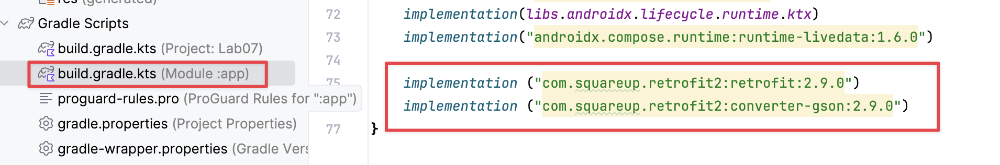 res (generated)
Gradle Scripts
build.gradle.kts (Project: Lab07)
build.gradle.kts (Module :app)
proguard-rules.pro (ProGuard Rules for ":app")
gradle.properties (Project Properties)
gradle-wrapper.properties (Gradle Vers
72 implementation(libs.androidx.lifecycle.runtime.ktx)
73 implementation("androidx.compose.runtime:runtime-livedata:1.6.0")
74
75 implementation ("com.squareup.retrofit2:retrofit:2.9.0")
implementation ("com.squareup.retrofit2:converter-gson:2.9.0")
77 }